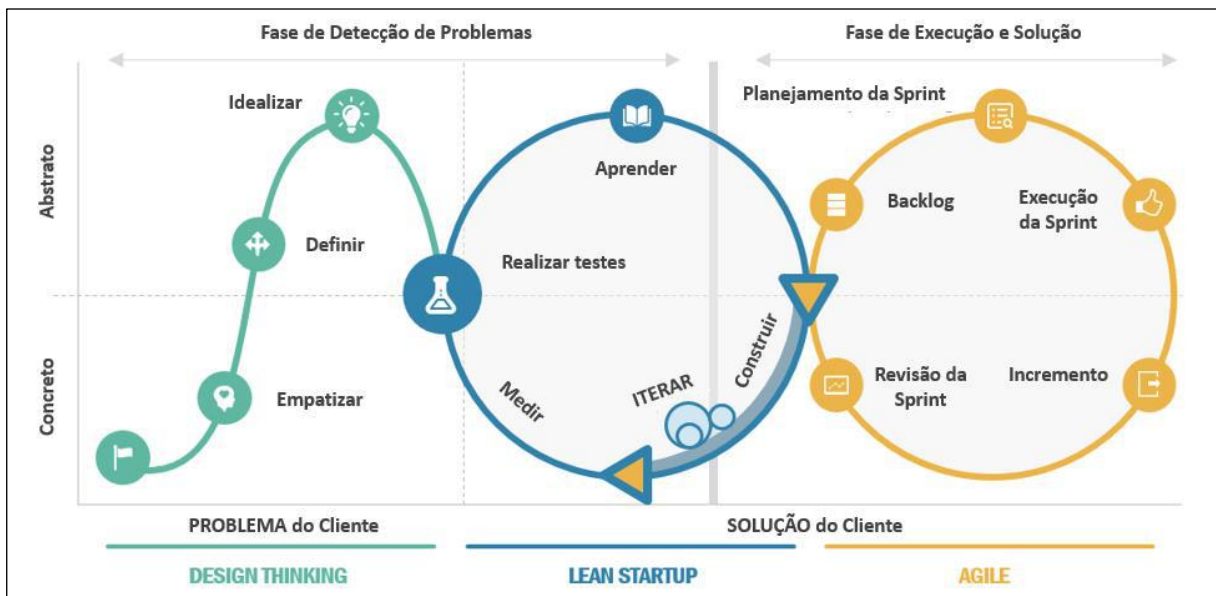 Fase de Detecção de Problemas
Fase de Execução e Solução
Idealizar
Planejamento da Sprint
Aprender
Abstrato
Backlog
Execução
da Sprint
Definir
Realizar testes
Concreto
Empatizar
Medir
ITERAR
Construir
Revisão da
Sprint
Incremento
PROBLEMA do Cliente
SOLUÇÃO do Cliente
DESIGN THINKING
LEAN STARTUP
AGILE